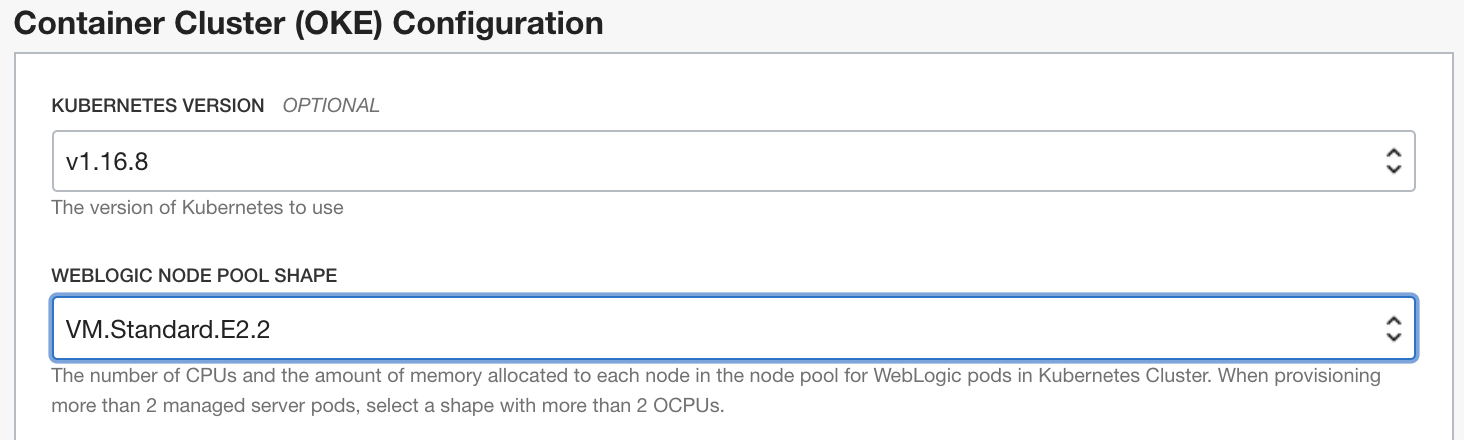 Container Cluster (OKE) Configuration
KUBERNETES VERSION OPTIONAL
v1.16.8
The version of Kubernetes to use
WEBLOGIC NODE POOL SHAPE
VM.Standard.E2.2
The number of CPUs and the amount of memory allocated to each node in the node pool for WebLogic pods in Kubernetes Cluster. When provisioning
more than 2 managed server pods, select a shape with more than 2 OCPUs.